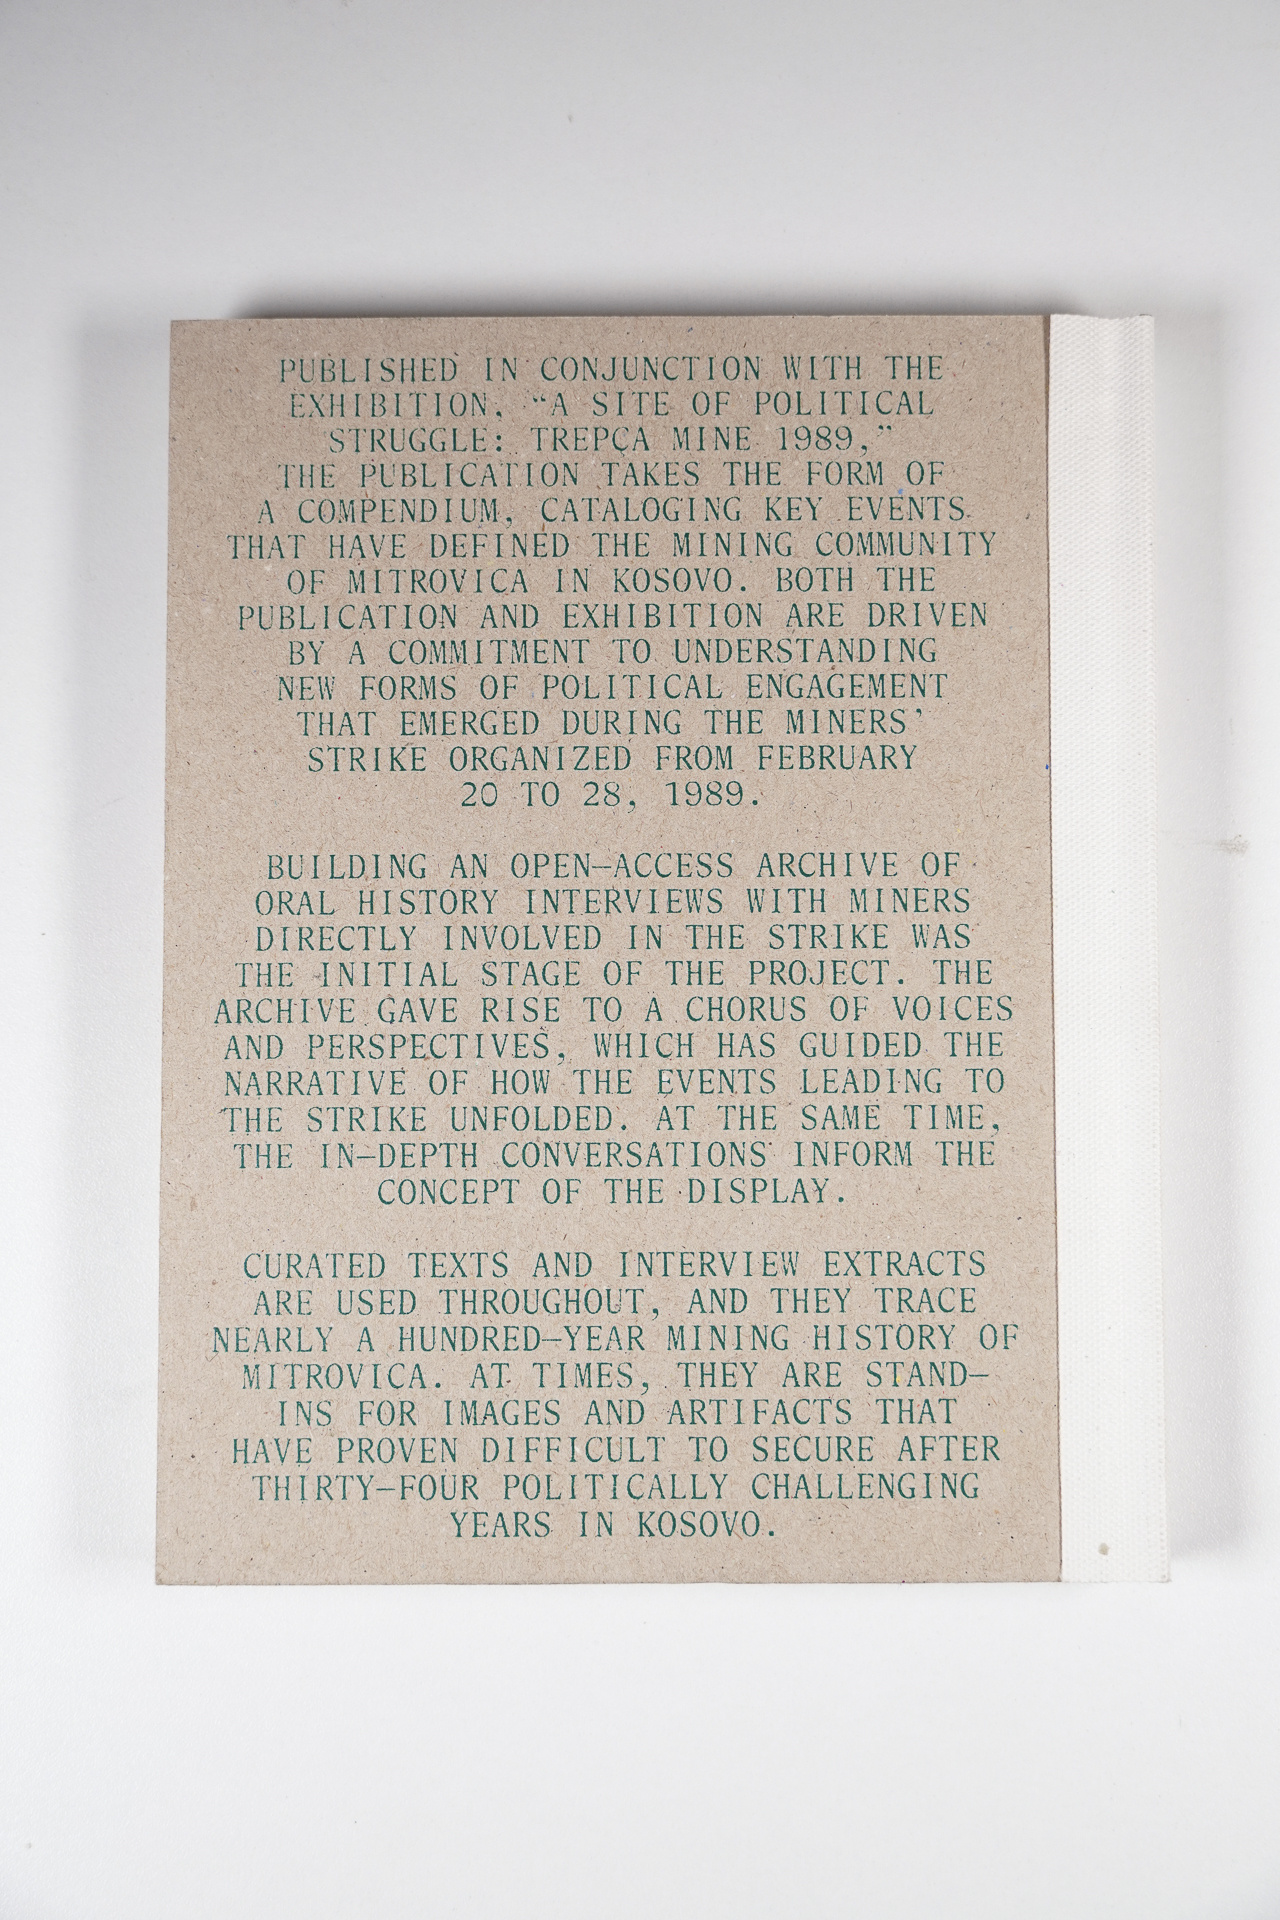 PUBLISHED IN CONJUNCTION WITH THE
EXHIBITION, “A SITE OF POLITICAL
STRUGGLE: TREPÇA MINE 1989,”
THE PUBLICATION TAKES THE FORM OF
A COMPENDIUM, CATALOGING KEY EVENTS
THAT HAVE DEFINED THE MINING COMMUNITY
OF MITROVICA IN KOSOVO. BOTH THE
PUBLICATION AND EXHIBITION ARE DRIVEN
BY A COMMITMENT TO UNDERSTANDING
NEW FORMS OF POLITICAL ENGAGEMENT
THAT EMERGED DURING THE MINERS’
STRIKE ORGANIZED FROM FEBRUARY
20 TO 28, 1989.
BUILDING AN OPEN–ACCESS ARCHIVE OF
ORAL HISTORY INTERVIEWS WITH MINERS
DIRECTLY INVOLVED IN THE STRIKE WAS
THE INITIAL STAGE OF THE PROJECT. THE
ARCHIVE GAVE RISE TO A CHORUS OF VOICES
AND PERSPECTIVES, WHICH HAS GUIDED THE
NARRATIVE OF HOW THE EVENTS LEADING TO
THE STRIKE UNFOLDED. AT THE SAME TIME,
THE IN–DEPTH CONVERSATIONS INFORM THE
CONCEPT OF THE DISPLAY.
CURATED TEXTS AND INTERVIEW EXTRACTS
ARE USED THROUGHOUT, AND THEY TRACE
NEARLY A HUNDRED–YEAR MINING HISTORY OF
MITROVICA. AT TIMES, THEY ARE STAND–
INS FOR IMAGES AND ARTIFACTS THAT
HAVE PROVEN DIFFICULT TO SECURE AFTER
THIRTY–FOUR POLITICALLY CHALLENGING
YEARS IN KOSOVO.